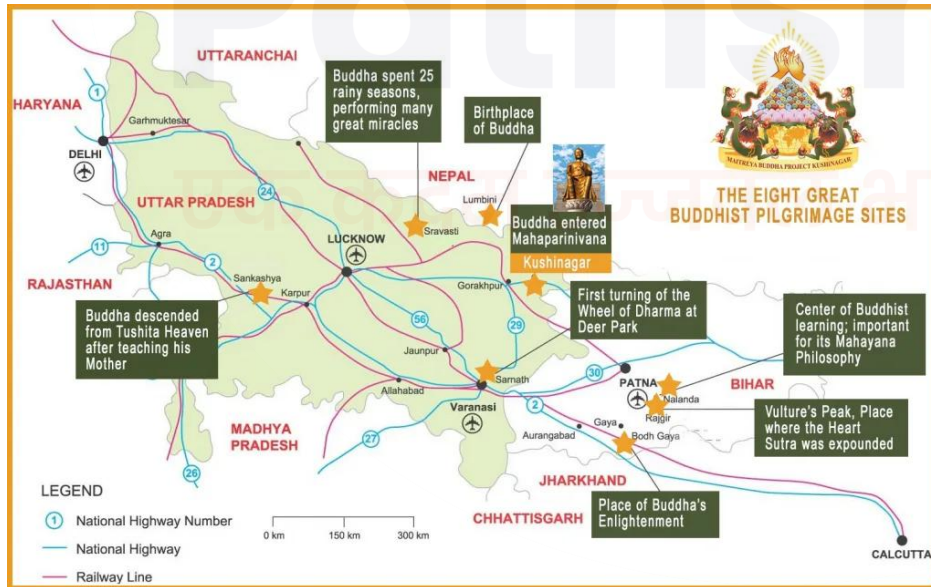 UTTARANCHAI
HARYANA
1
Garhmuktesar
DELHI
Buddha spent 25
rainy seasons,
performing many
great miracles
Birthplace
of Buddha
MAITREYA BUDDHA PROJECT KUSHINAGAR
THE EIGHT GREAT
BUDDHIST PILGRIMAGE SITES
एक कदम
NEPAL
Lumbini
UTTAR PRADESH
24
Sravasti
Buddha entered
Mahaparinivana
Kushinagar
LUCKNOW
Agra
11
2
RAJASTHAN
Sankashya
Karpur
Gorakhpur
Buddha descended
from Tushita Heaven
after teaching his
Mother
First turning of the
Wheel of Dharma at
Deer Park
Center of Buddhist
learning; important
for its Mahayana
Philosophy
56
29
Jaunpur
Sarnath
30
PATNA
BIHAR
Nalanda
Rajgir
Allahabad
Varanasi
2
Vulture's Peak, Place
where the Heart
Sutra was expounded
MADHYA
PRADESH
27
26
Aurangabad
Gaya
Bodh Gaya
JHARKHAND
CHHATTISGARH
Place of Buddha's
Enlightenment
CALCUTTA
LEGEND
1 National Highway Number
National Highway
Railway Line
0 km 150 km 300 km